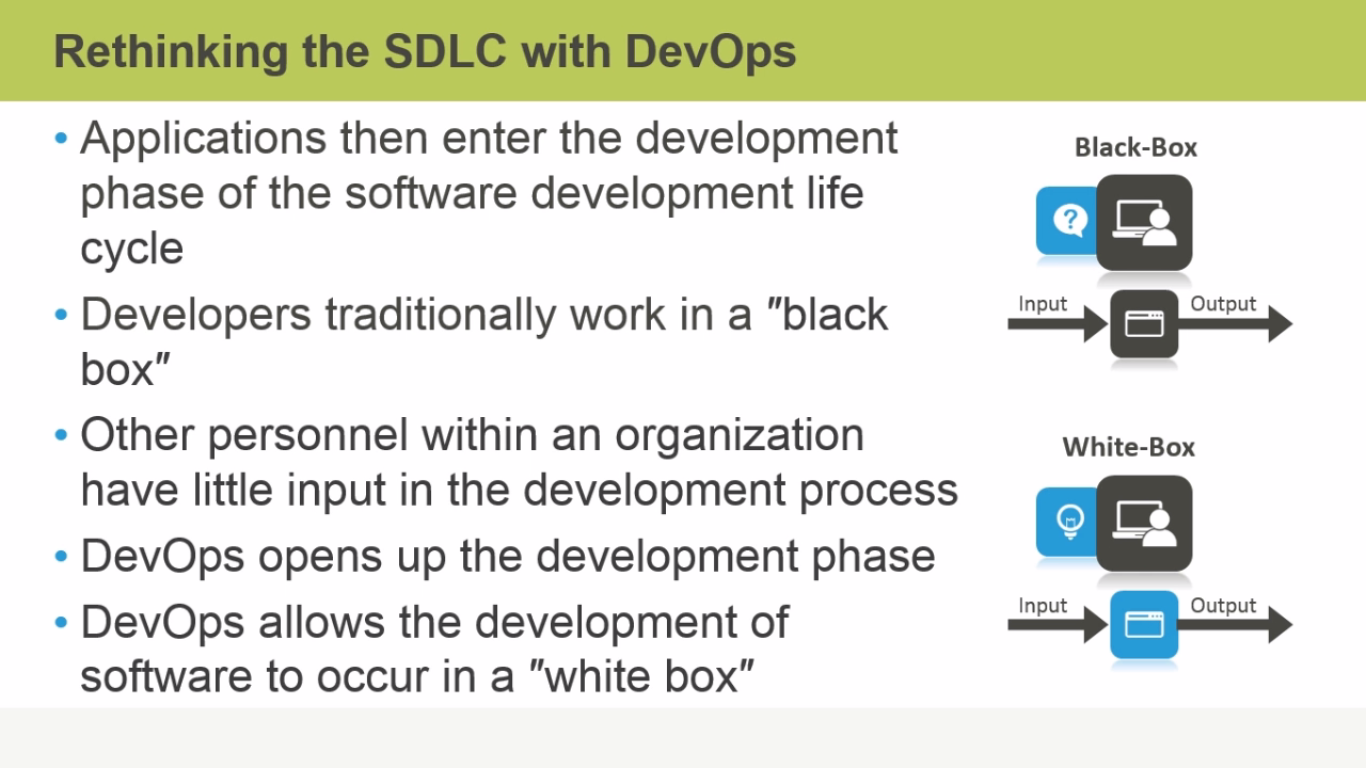 Rethinking the SDLC with DevOps
• Applications then enter the development
phase of the software development life
cycle
• Developers traditionally work in a "black
box"
• Other personnel within an organization
have little input in the development process
• DevOps opens up the development phase
• DevOps allows the development of
software to occur in a "white box"
Black-Box
?
Input
Output
White-Box
Input
Output